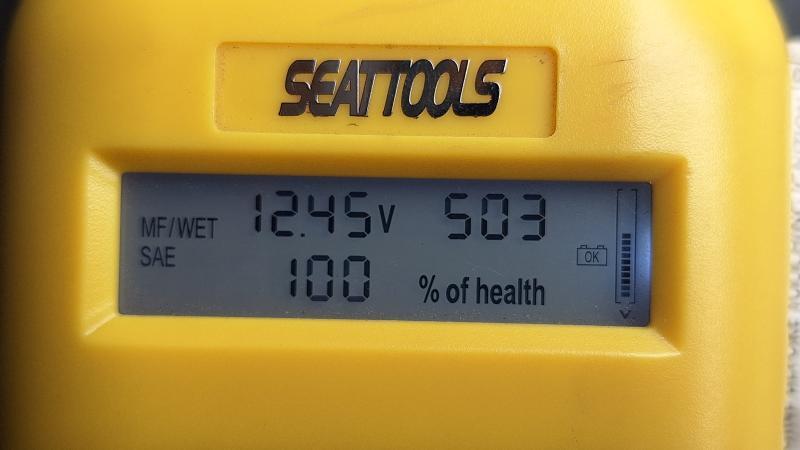 SEATTOOLS
MF/WET 12.45V 503
SAE 100 % of health OK
V